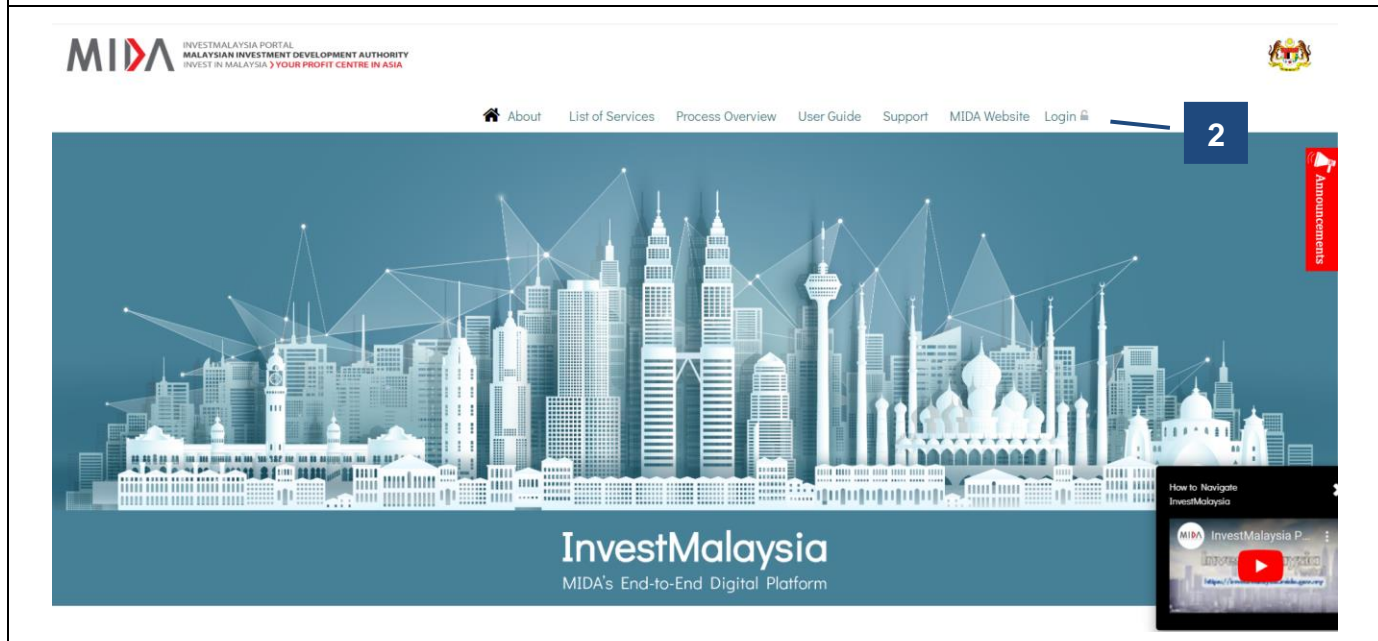 MIDA
INVESTMALAYSIA PORTAL
MALAYSIAN INVESTMENT DEVELOPMENT AUTHORITY
INVEST IN MALAYSIA YOUR PROFIT CENTRE IN ASIA
About List of Services Process Overview User Guide Support MIDA Website Login
2
Announcements
InvestMalaysia
MIDA's End-to-End Digital Platform
How to Navigate
InvestMalaysia
MIDA InvestMalaysia P...